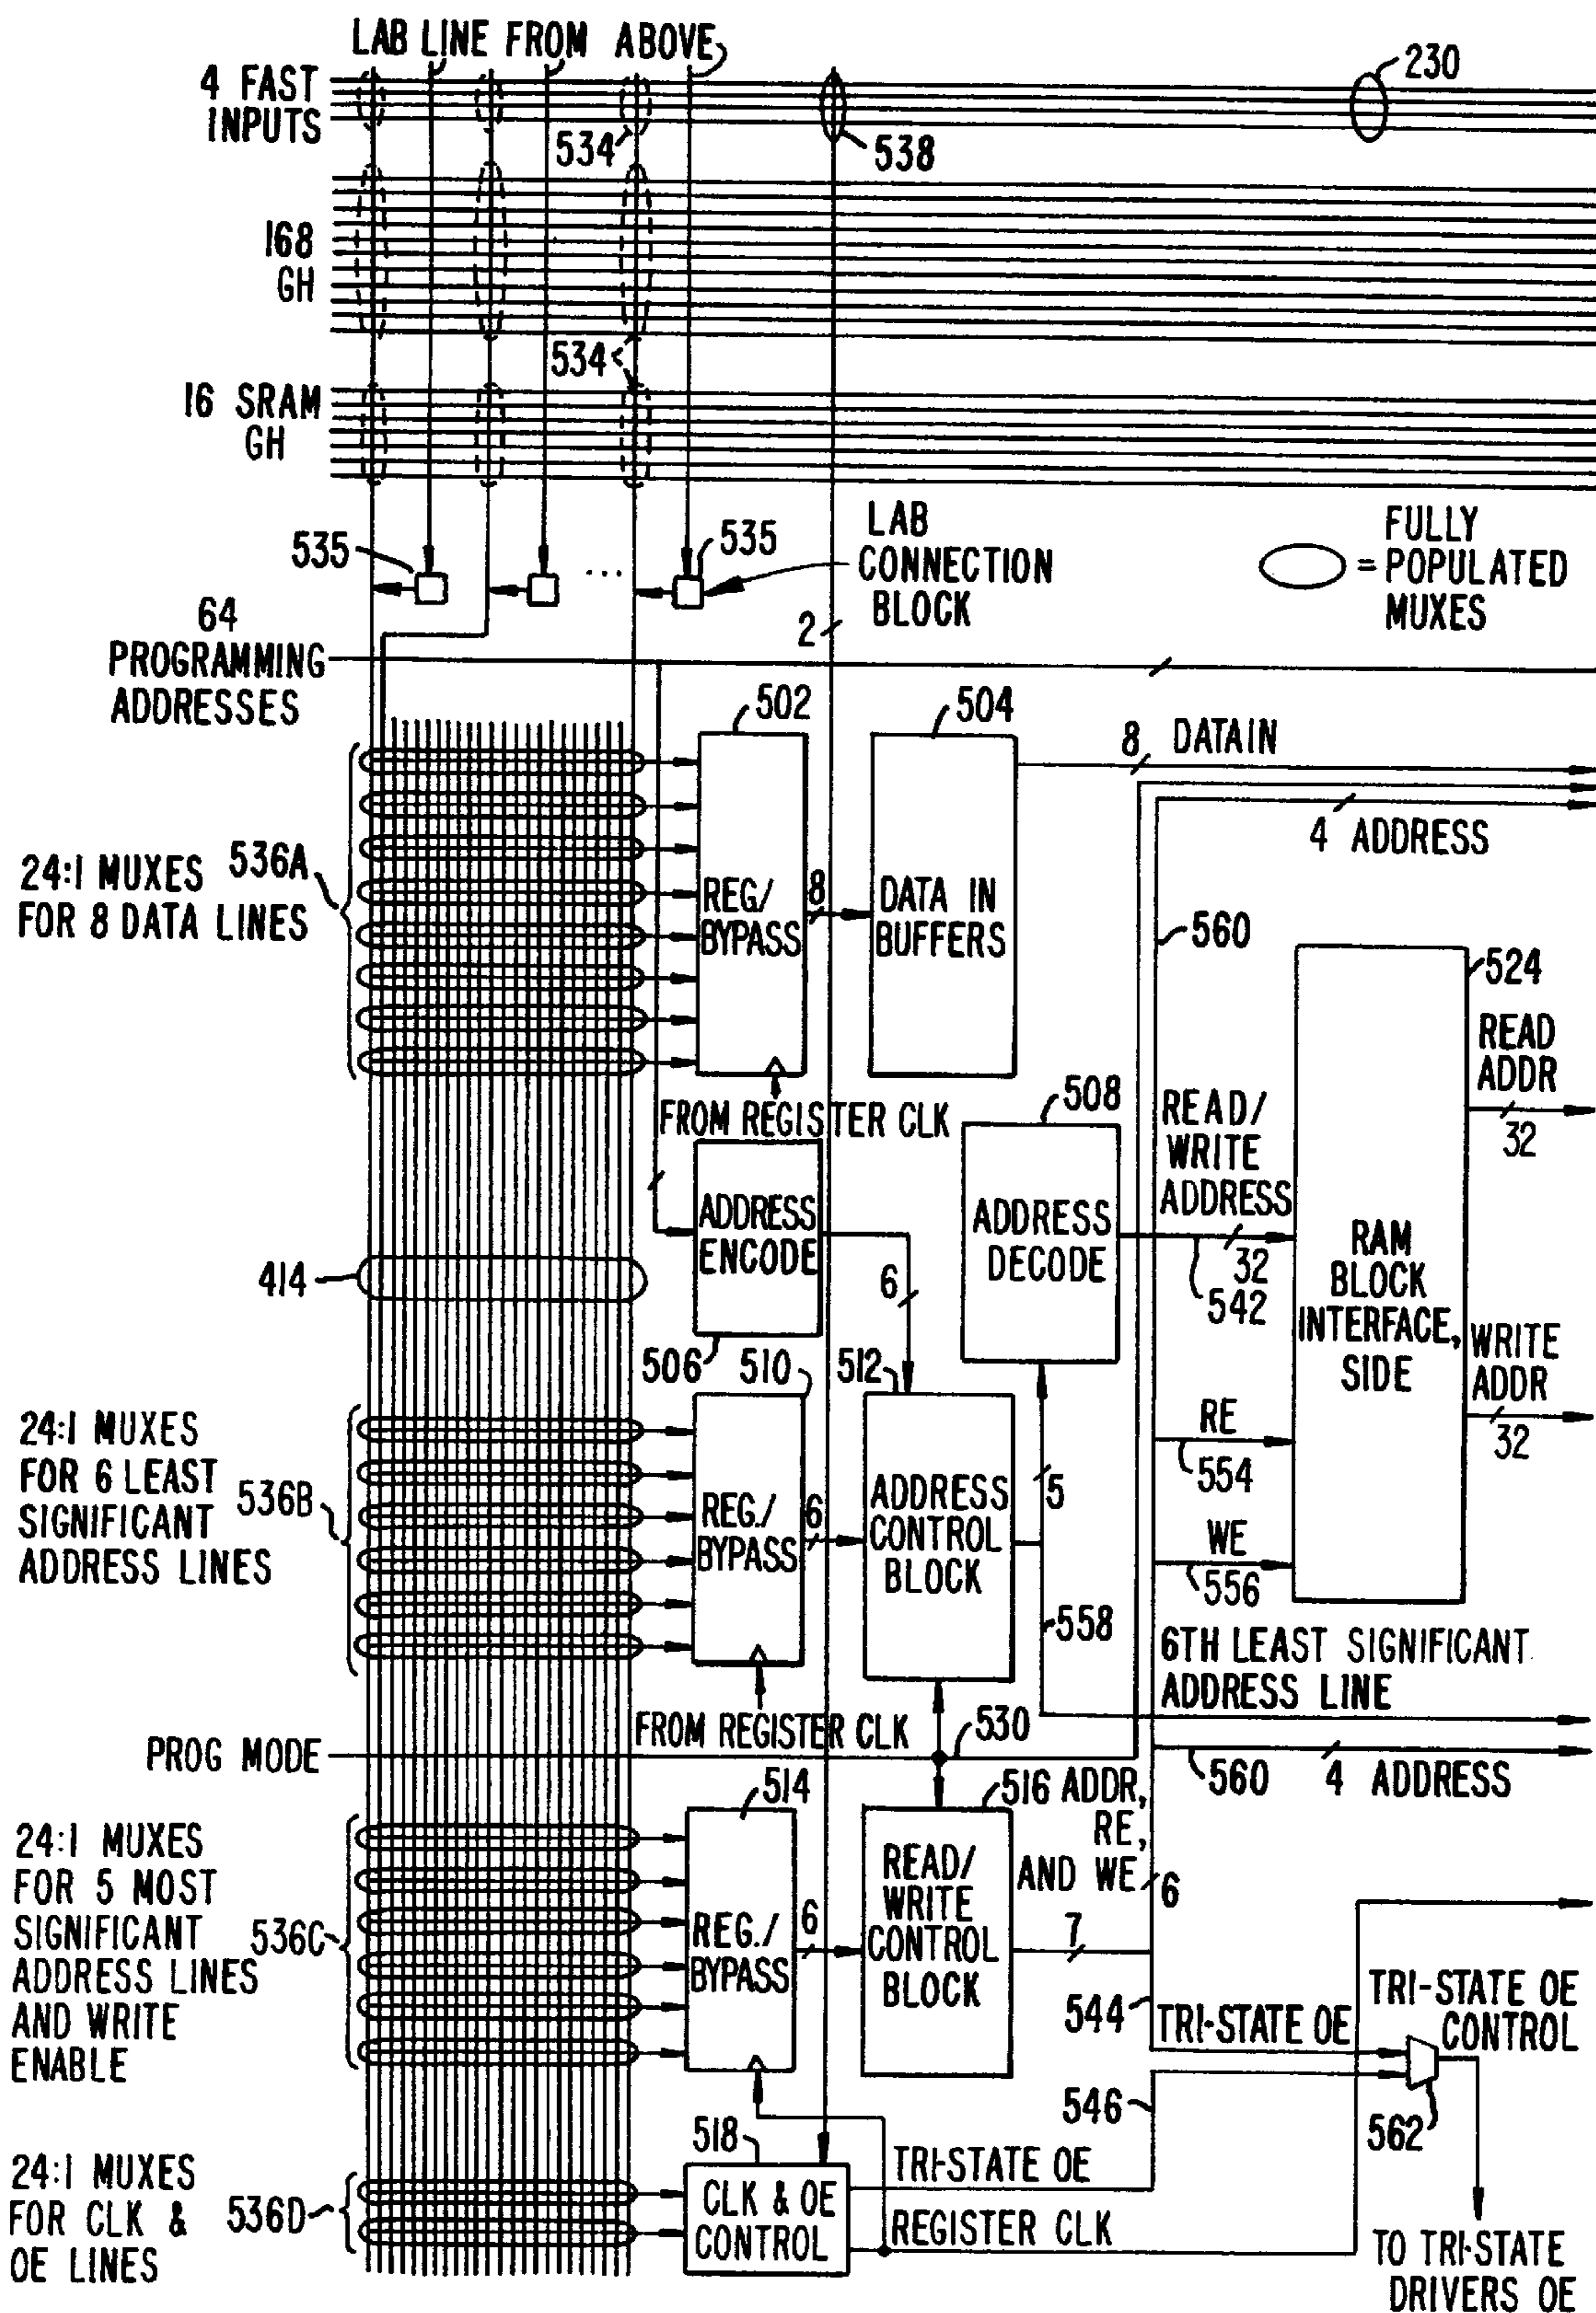 LAB LINE FROM ABOVE
4 FAST
INPUTS
230
534
538
168
GH
534
16 SRAM
GH
535
535
LAB
CONNECTION
BLOCK
FULLY
= POPULATED
MUXES
...
2
64
PROGRAMMING
ADDRESSES
502
504
8 DATAIN
4 ADDRESS
24:1 MUXES
FOR 8 DATA LINES
536A
REG/
BYPASS
8
DATA IN
BUFFERS
560
524
READ
ADDR
32
FROM REGISTER CLK
508
READ/
WRITE
ADDRESS
ADDRESS
ENCODE
6
ADDRESS
DECODE
32
542
RAM
BLOCK
INTERFACE,
SIDE
WRITE
ADDR
32
414
506
510
512
24:1 MUXES
FOR 6 LEAST
SIGNIFICANT
ADDRESS LINES
536B
REG./
BYPASS
6
ADDRESS
CONTROL
BLOCK
5
RE
554
WE
556
558
6TH LEAST SIGNIFICANT
ADDRESS LINE
FROM REGISTER CLK
530
PROG MODE
560
4 ADDRESS
514
516
ADDR,
RE,
AND WE
6
24:1 MUXES
FOR 5 MOST
SIGNIFICANT
ADDRESS LINES
AND WRITE
ENABLE
536C
REG./
BYPASS
6
READ/
WRITE
CONTROL
BLOCK
7
544
TRI-STATE OE
TRI-STATE OE
CONTROL
546
562
518
TRI-STATE OE
24:1 MUXES
FOR CLK &
OE LINES
536D
CLK & OE
CONTROL
REGISTER CLK
TO TRI-STATE
DRIVERS OE